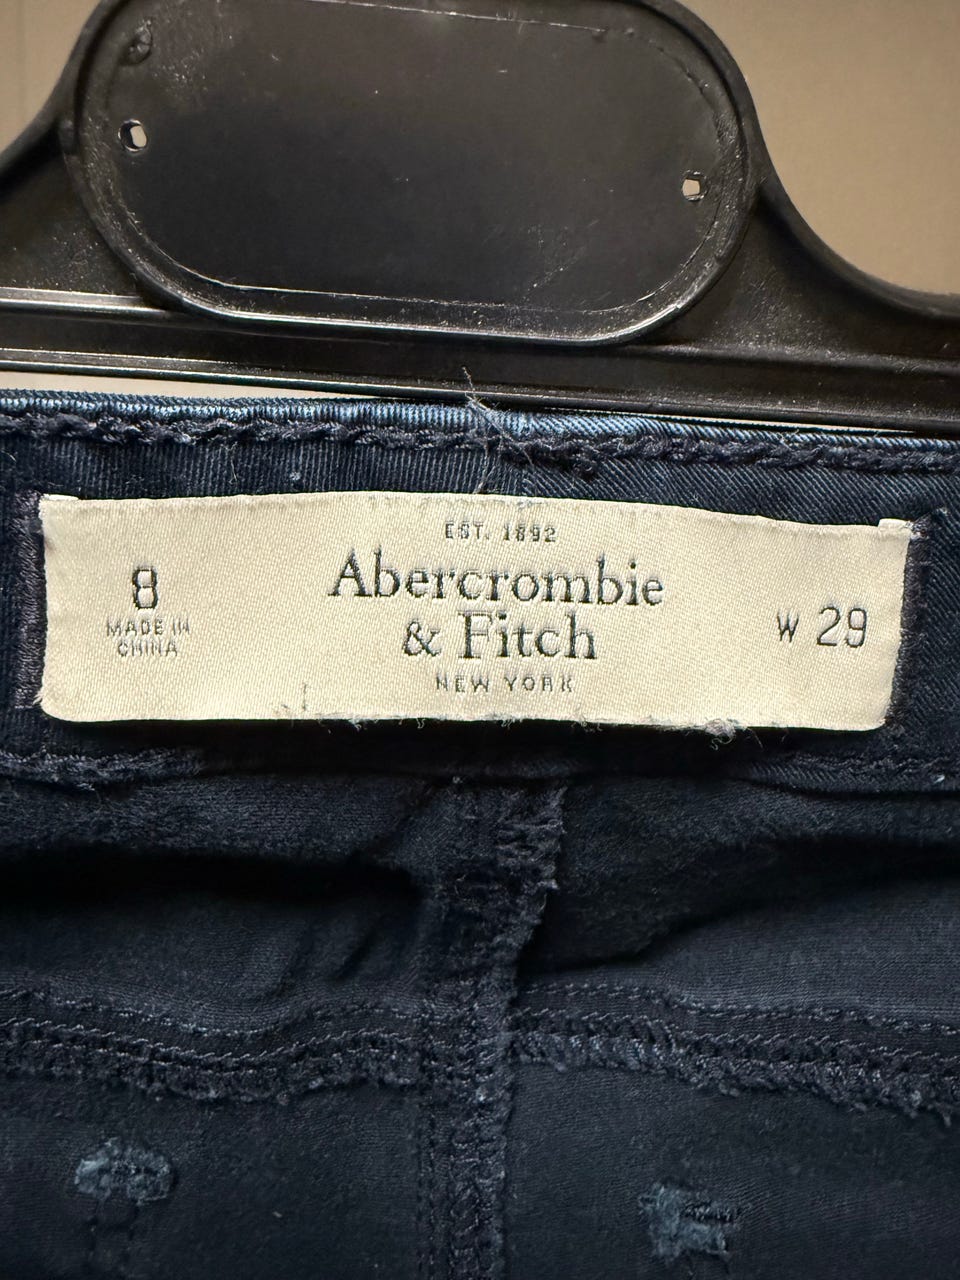 EST. 1892
Abercrombie
& Fitch
NEW YORK
8
MADE IN
CHINA
W 29